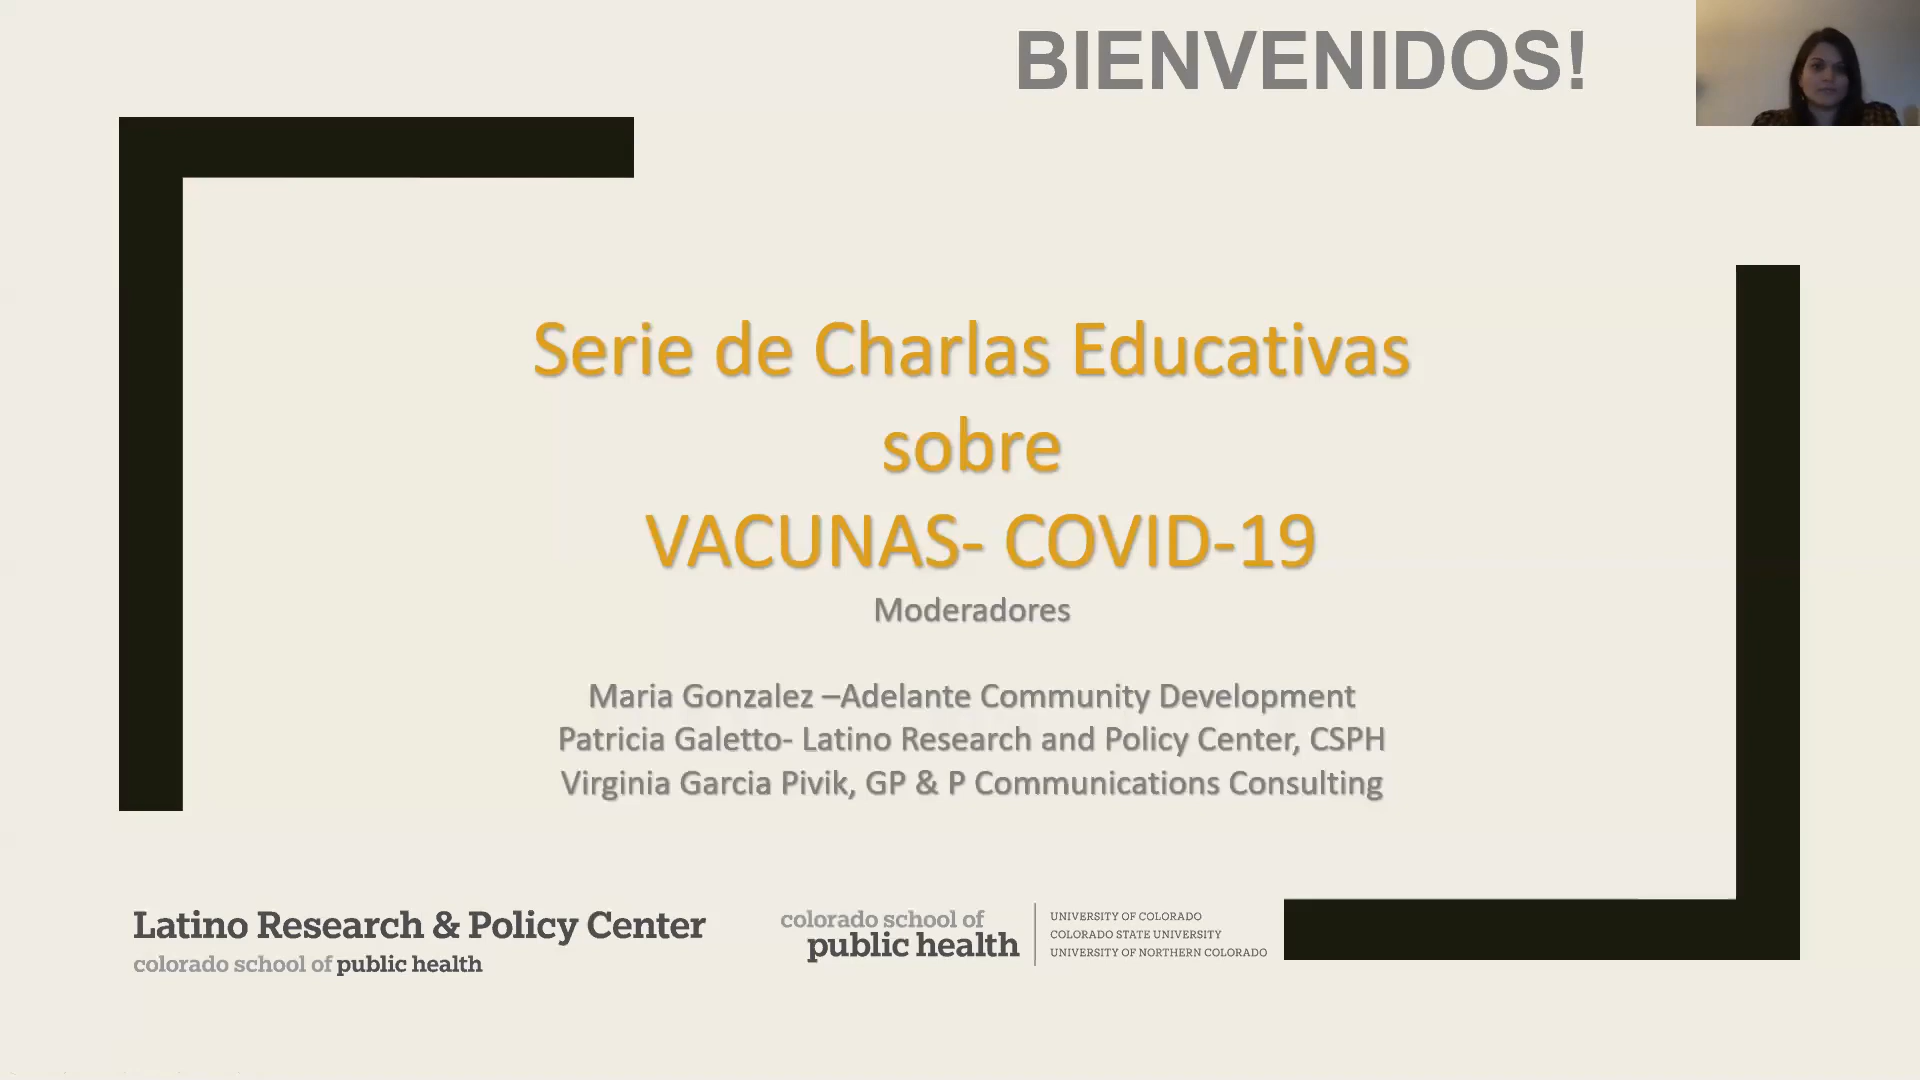 BIENVENIDOS!
Serie de Charlas Educativas
sobre
VACUNAS- COVID-19
Moderadores
Maria Gonzalez –Adelante Community Development
Patricia Galetto- Latino Research and Policy Center, CSPH
Virginia Garcia Pivik, GP & P Communications Consulting
Latino Research & Policy Center
colorado school of public health
colorado school of
public health
UNIVERSITY OF COLORADO
COLORADO STATE UNIVERSITY
UNIVERSITY OF NORTHERN COLORADO